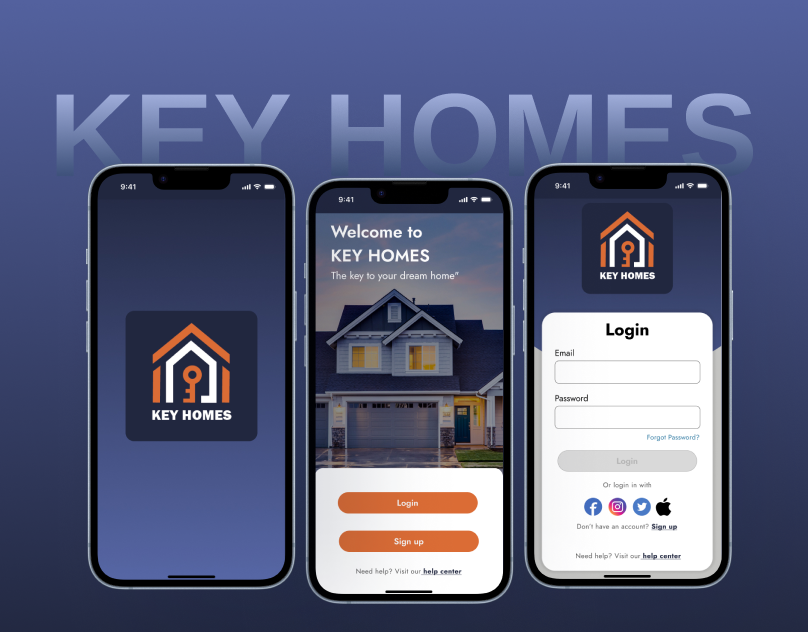 KEY HOMES
9:41
KEY HOMES
9:41
Welcome to
KEY HOMES
The key to your dream home"
Login
Sign up
Need help? Visit our help center
9:41
KEY HOMES
Login
Email
Password
Forgot Password?
Login
Or login in with
Don't have an account? Sign up
Need help? Visit our help center